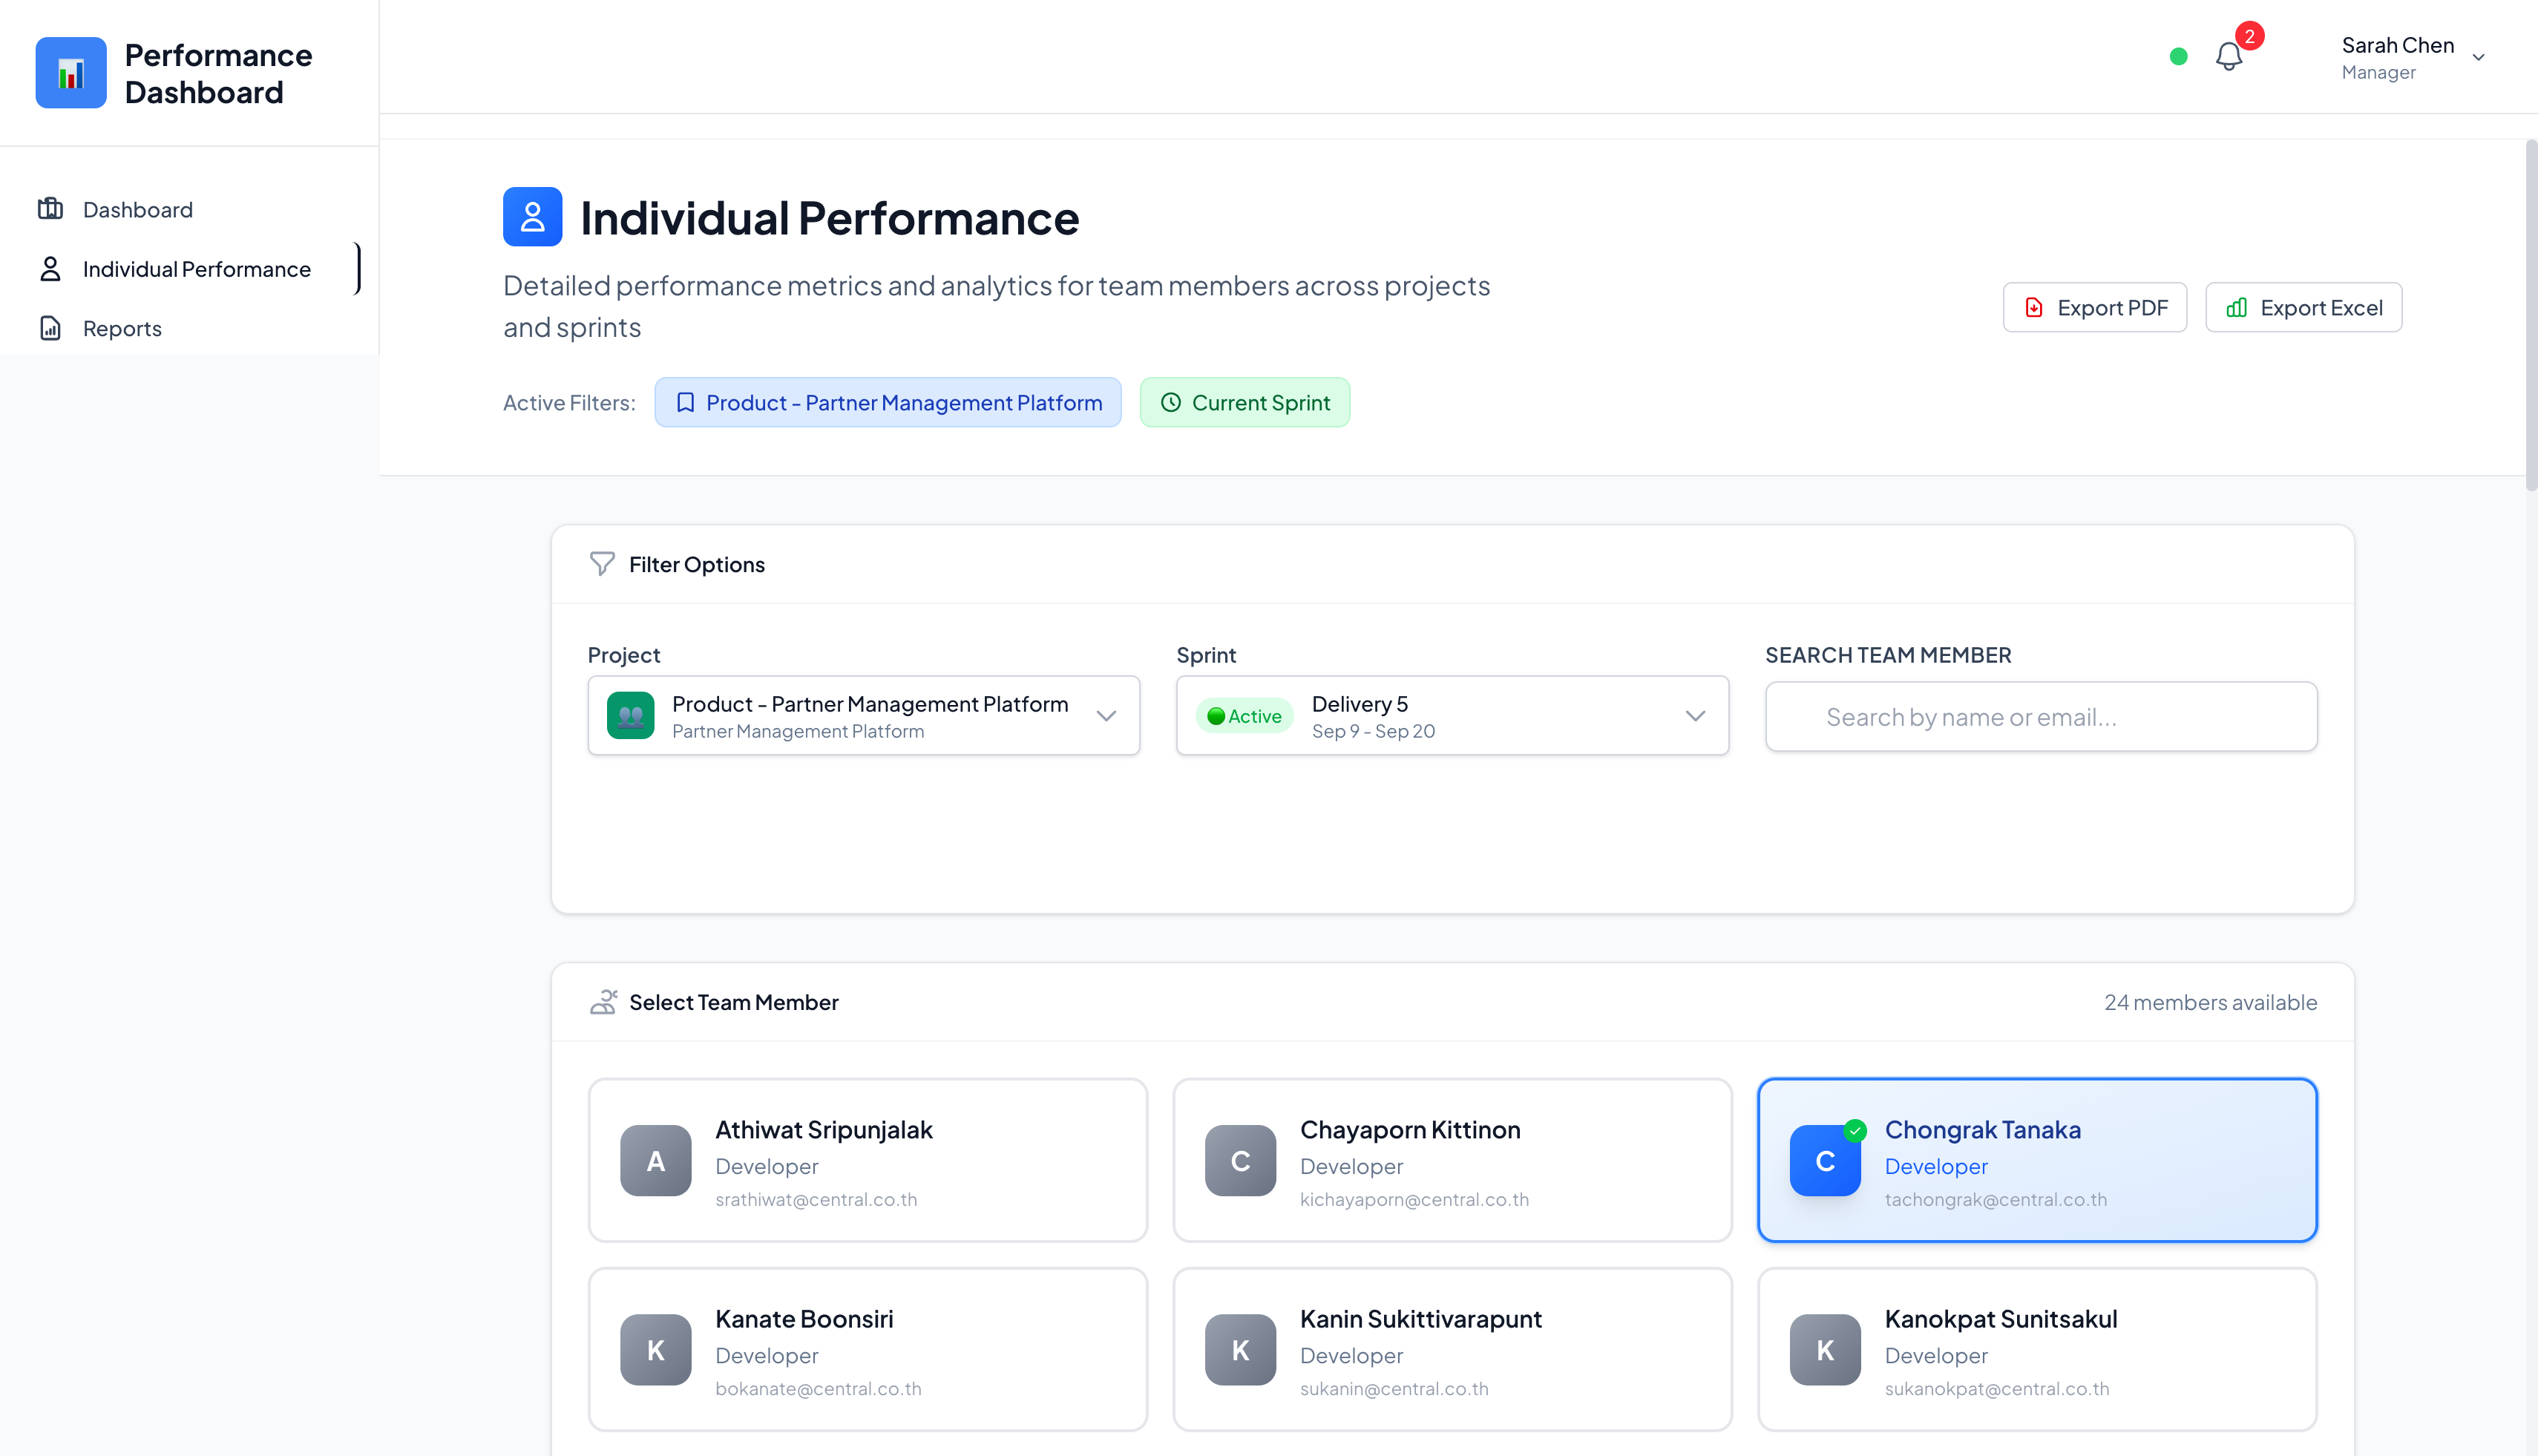 Performance
Dashboard
2
Sarah Chen
Manager
Dashboard
Individual Performance
Reports
Individual Performance
Detailed performance metrics and analytics for team members across projects
and sprints
Export PDF
Export Excel
Active Filters:
Product - Partner Management Platform
Current Sprint
Filter Options
Project
Product - Partner Management Platform
Partner Management Platform
Sprint
Active
Delivery 5
Sep 9 - Sep 20
SEARCH TEAM MEMBER
Search by name or email...
Select Team Member
24 members available
A
Athiwat Sripunjalak
Developer
srathiwat@central.co.th
C
Chayaporn Kittinon
Developer
kichayaporn@central.co.th
C
Chongrak Tanaka
Developer
tachongrak@central.co.th
K
Kanate Boonsiri
Developer
bokanate@central.co.th
K
Kanin Sukittivarapunt
Developer
sukanin@central.co.th
K
Kanokpat Sunitsakul
Developer
sukanokpat@central.co.th